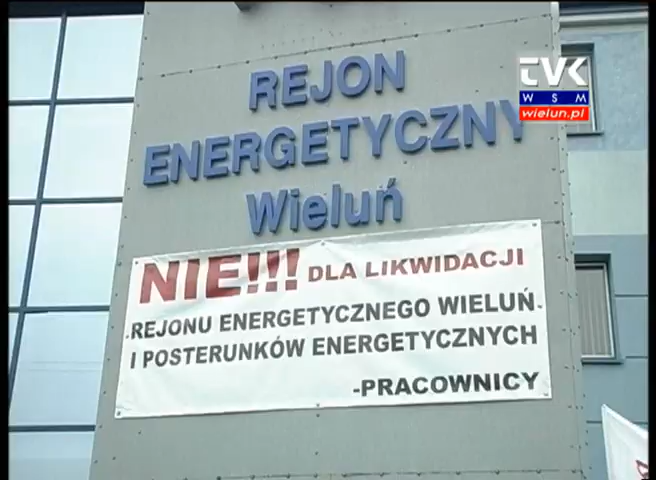 REJON
ENERGETYCZNY
Wieluń
tvK
WSM
wielun.pl
NIE!!! DLA LIKWIDACJI
REJONU ENERGETYCZNEGO WIELUŃ
I POSTERUNKÓW ENERGETYCZNYCH
-PRACOWNICY